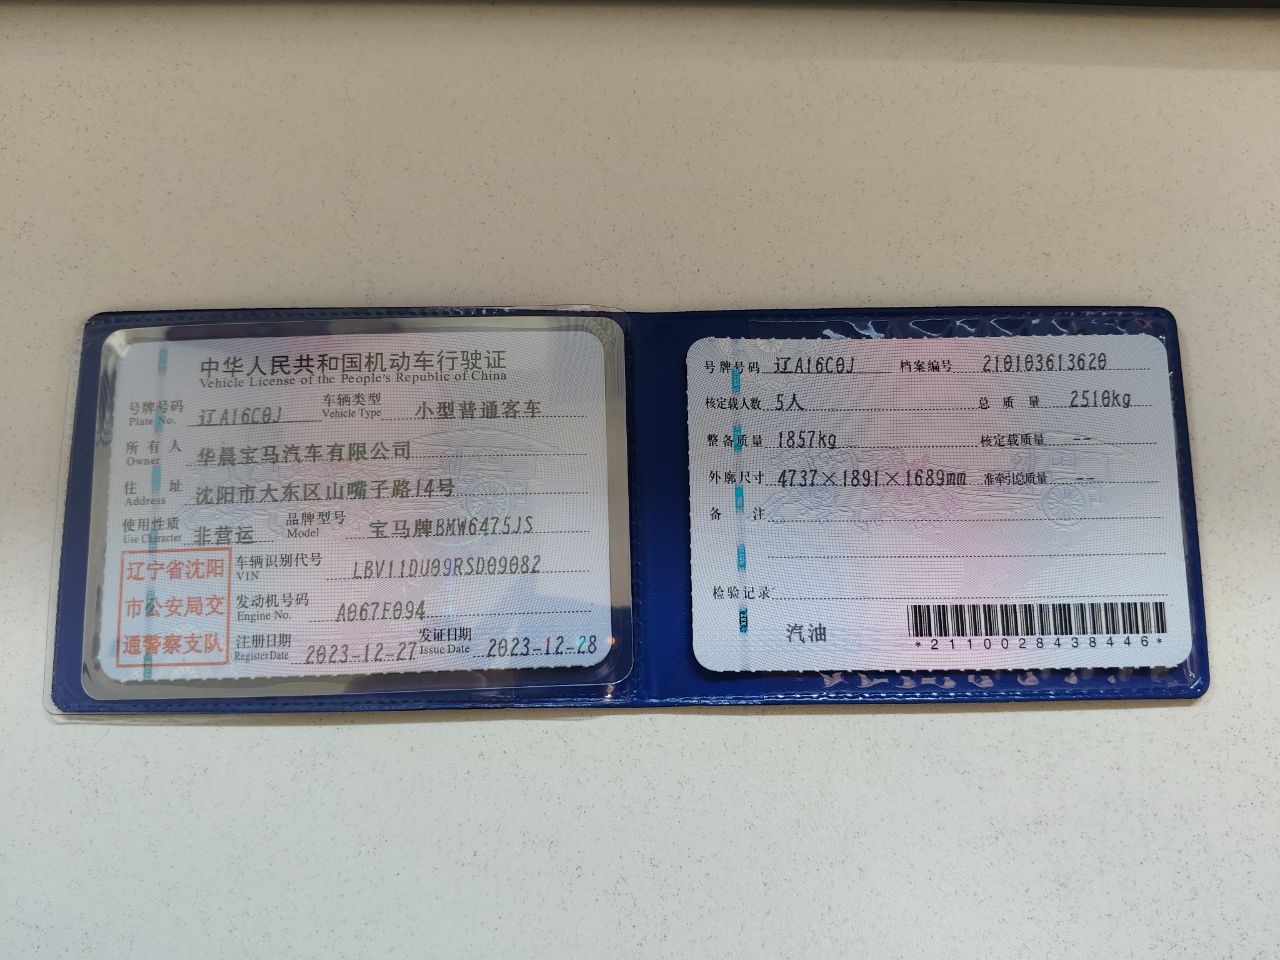 中华人民共和国机动车行驶证
Vehicle License of the People's Republic of China
号牌号码 辽A16C0J 车辆类型 小型普通客车
Plate No. Vehicle Type
所有人 华晨宝马汽车有限公司
Owner
住址 沈阳市大东区山嘴子路14号
Address
使用性质 非营运 品牌型号 宝马牌BMW6475JS
Use Character Model
辽宁省沈阳
市公安局交
通警察支队
车辆识别代号 LBV11DU09RSD09082
VIN
发动机号码 A067E094
Engine No.
注册日期 2023-12-27 发证日期 2023-12-28
Register Date Issue Date
号牌号码 辽A16C0J 档案编号 210103613620
核定载人数 5人 总质量 2510kg
整备质量 1857kg 核定载质量 --
外廓尺寸 4737×1891×1689mm 准牵引总质量 --
备注
检验记录
汽油
*2110028438446*